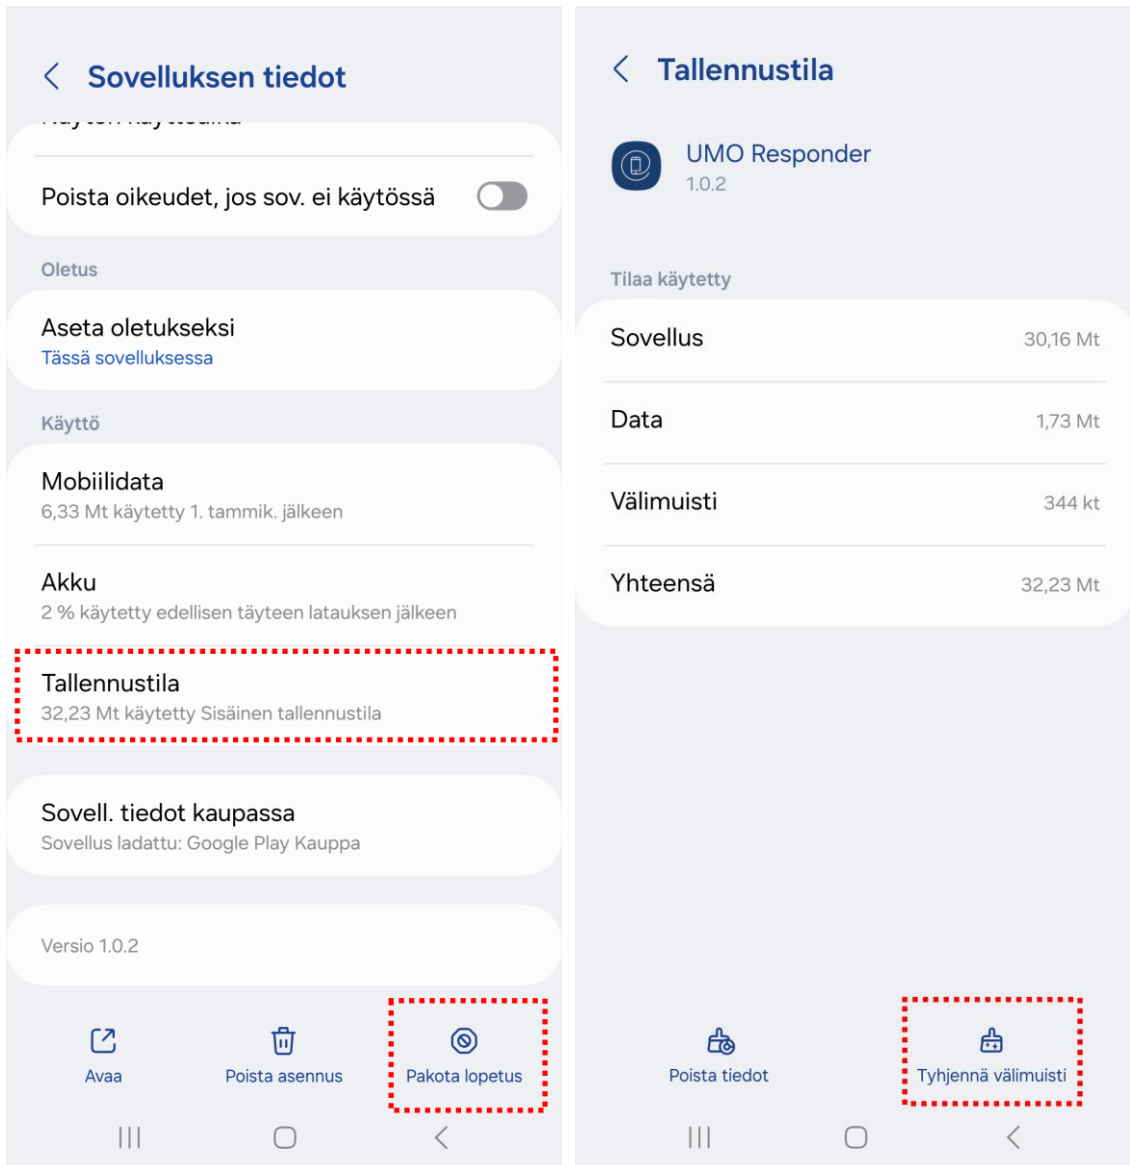 Sovelluksen tiedot
Poista oikeudet, jos sov. ei käytössä
Oletus
Aseta oletukseksi
Tässä sovelluksessa
Käyttö
Mobiilidata
6,33 Mt käytetty 1. tammik. jälkeen
Akku
2 % käytetty edellisen täyteen latauksen jälkeen
Tallennustila
32,23 Mt käytetty Sisäinen tallennustila
Sovell. tiedot kaupassa
Sovellus ladattu: Google Play Kauppa
Versio 1.0.2
Avaa
Poista asennus
Pakota lopetus
Tallennustila
UMO Responder
1.0.2
Tilaa käytetty
Sovellus 30,16 Mt
Data 1,73 Mt
Välimuisti 344 kt
Yhteensä 32,23 Mt
Poista tiedot
Tyhjennä välimuisti